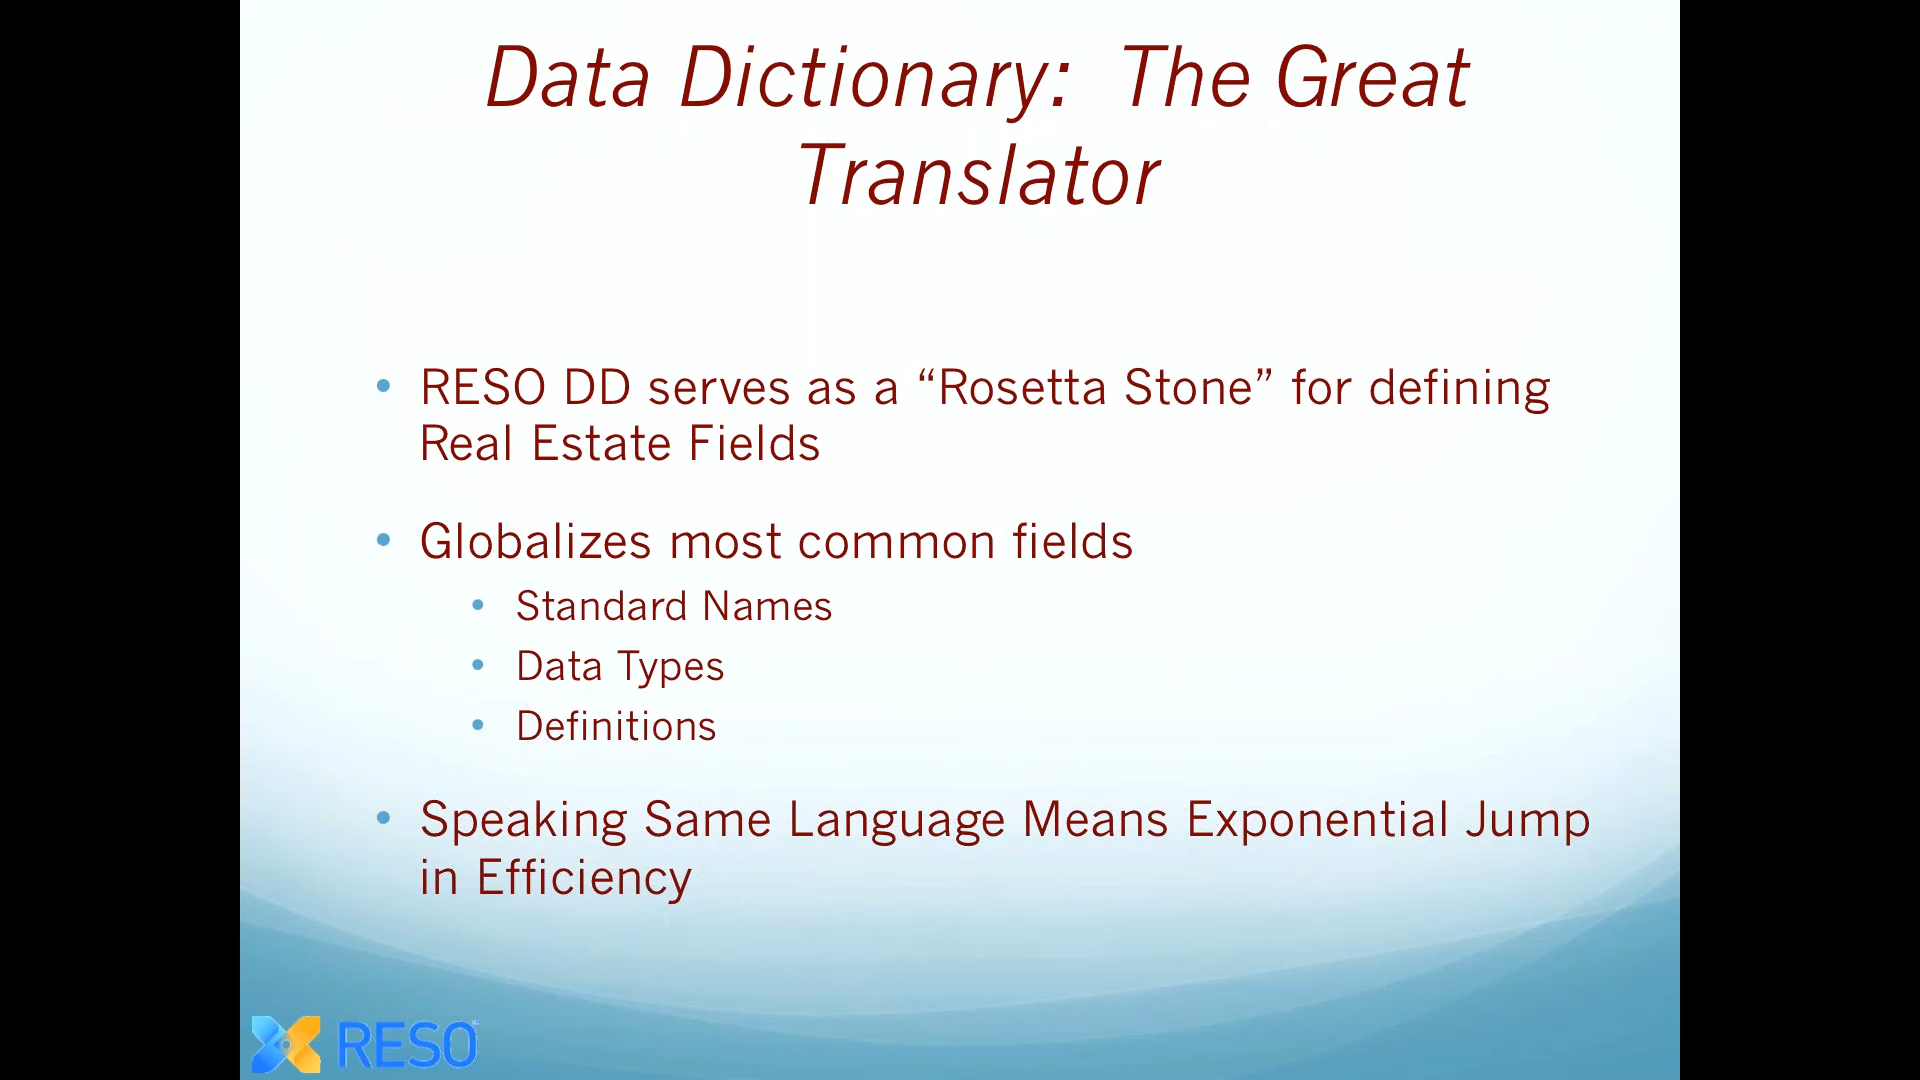 Data Dictionary:  The Great
Translator
• RESO DD serves as a “Rosetta Stone” for defining
Real Estate Fields
• Globalizes most common fields
• Standard Names
• Data Types
• Definitions
• Speaking Same Language Means Exponential Jump
in Efficiency
RESO